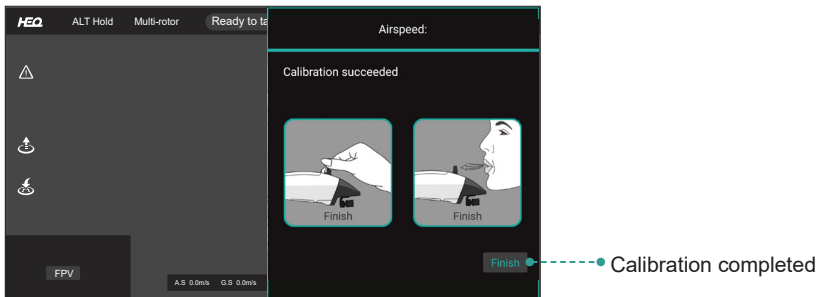 HEQ ALT Hold Multi-rotor Ready to ta
Airspeed:
Calibration succeeded
Finish
Finish
Finish
Calibration completed
FPV
A.S 0.0m/s G.S 0.0m/s